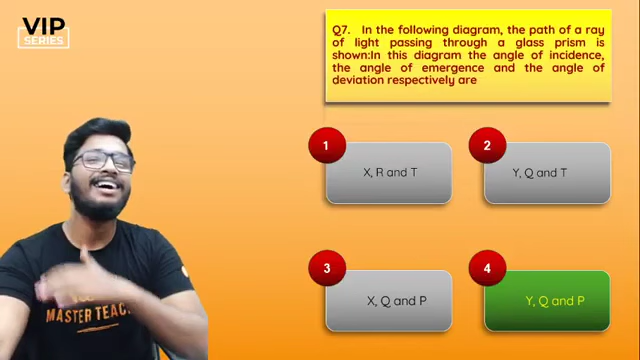 VIP
SERIES
Q7. In the following diagram, the path of a ray
of light passing through a glass prism is
shown:In this diagram the angle of incidence,
the angle of emergence and the angle of
deviation respectively are
1
X, R and T
2
Y, Q and T
3
X, Q and P
4
Y, Q and P
MASTER TEAC